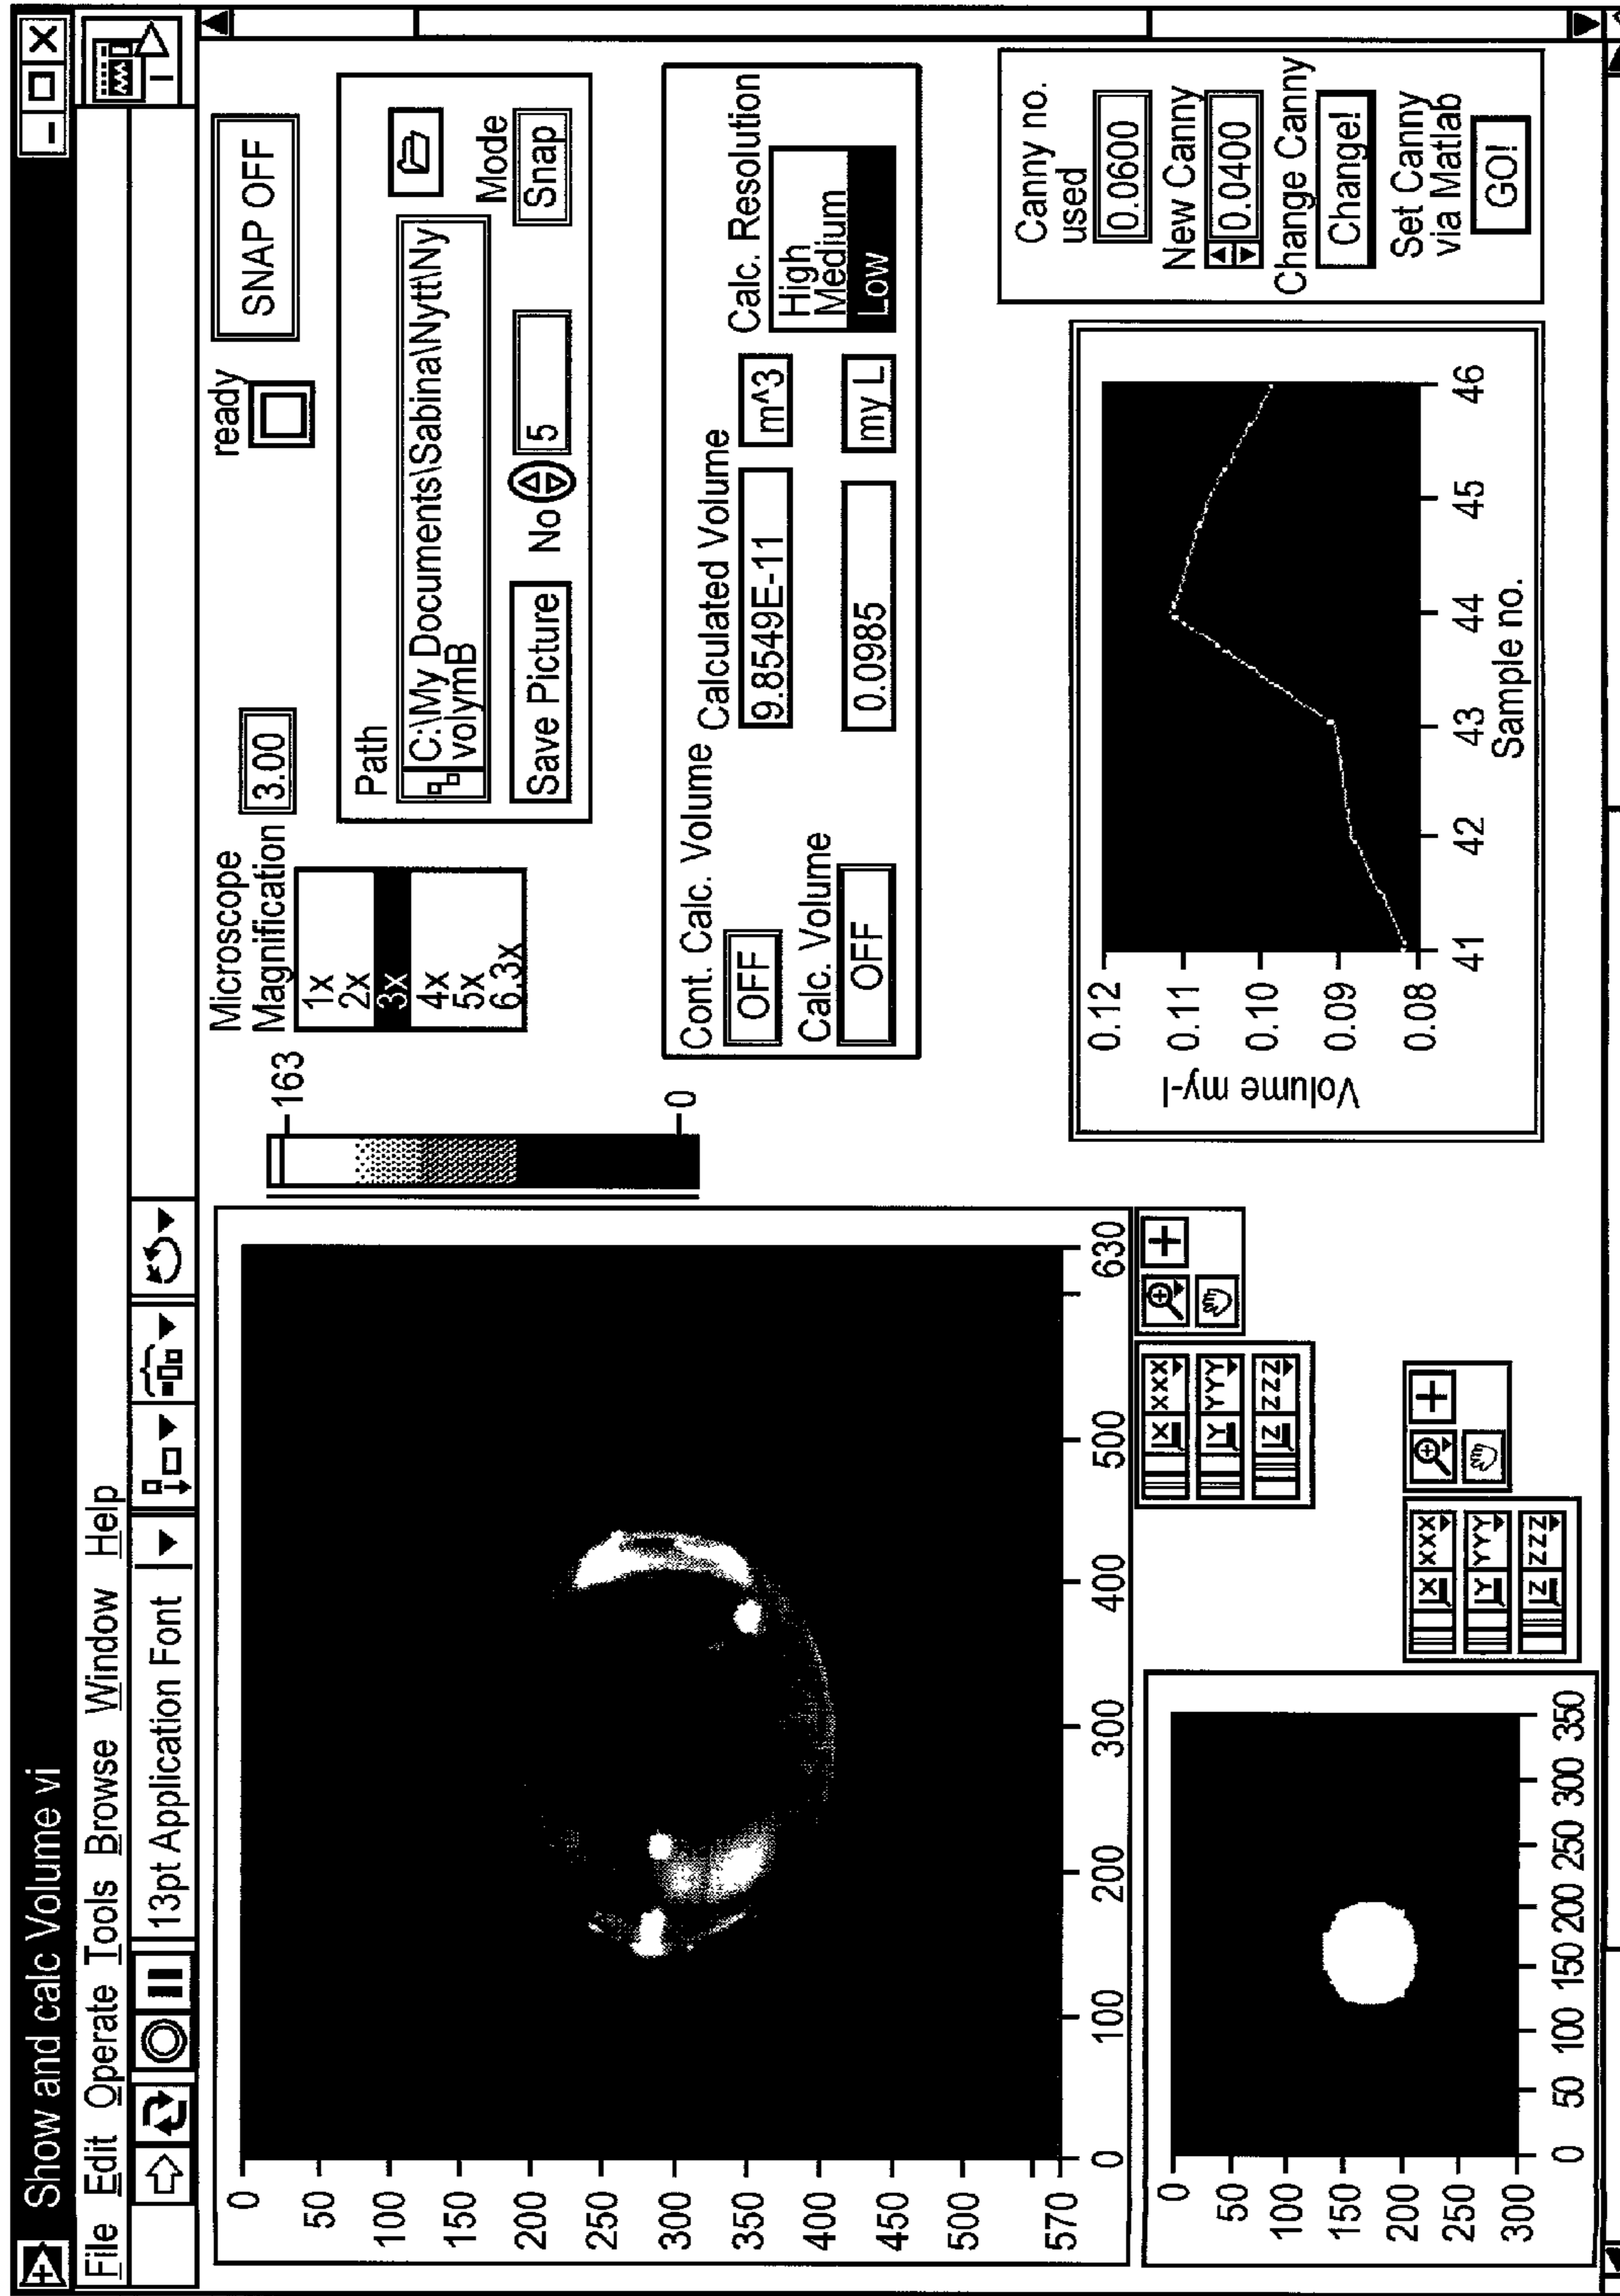 Show and calc Volume vi
File Edit Operate Tools Browse Window Help
13pt Application Font
0
50
100
150
200
250
300
350
400
450
500
570
0 100 200 300 400 500 630
163
0
Microscope
Magnification
3.00
1x
2x
3x
4x
5x
6.3x
ready
SNAP OFF
Path
C:\My Documents\Sabina\Nytt\Ny
volymB
Mode
Save Picture No 5 Snap
Cont. Calc. Volume Calculated Volume Calc. Resolution
OFF 9.8549E-11 m^3
High
Medium
Low
Calc. Volume
OFF 0.0985 my L
X XXX
Y YYY
Z ZZZ
0
50
100
150
200
250
300
0 50 100 150 200 250 300 350
X XXX
Y YYY
Z ZZZ
Volume my-l
0.12
0.11
0.10
0.09
0.08
41 42 43 44 45 46
Sample no.
Canny no.
used
0.0600
New Canny
0.0400
Change Canny
Change!
Set Canny
via Matlab
GO!